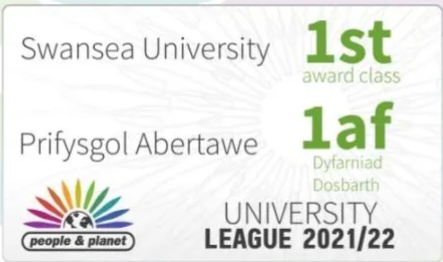 Swansea University
1st
award class
Prifysgol Abertawe
1af
Dyfarniad
Dosbarth
people & planet
UNIVERSITY
LEAGUE 2021/22